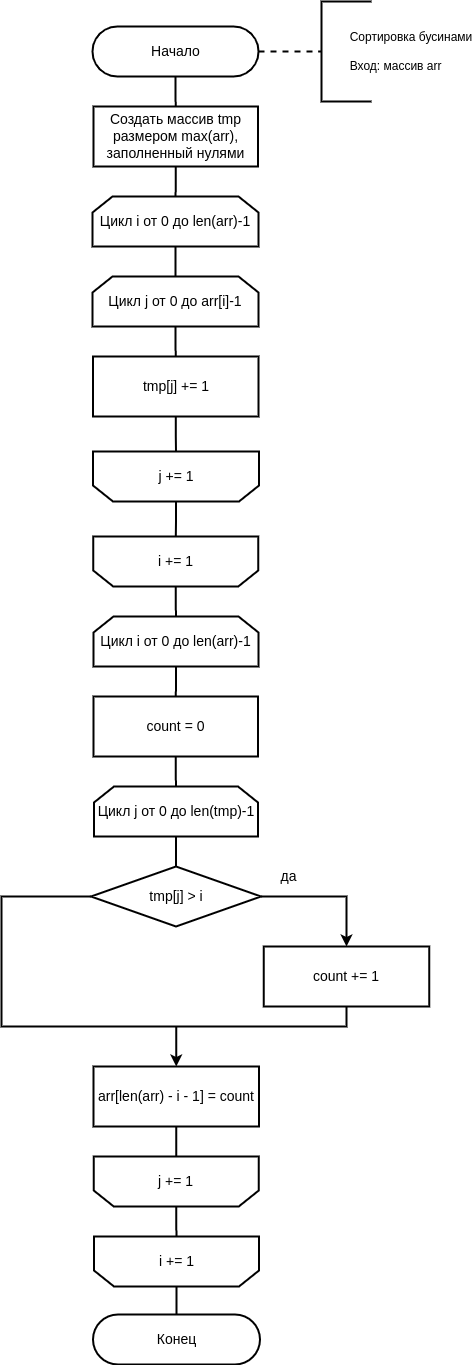 Начало
Сортировка бусинами
Вход: массив arr
Создать массив tmp
размером max(arr),
заполненный нулями
Цикл i от 0 до len(arr)-1
Цикл j от 0 до arr[i]-1
tmp[j] += 1
j += 1
i += 1
Цикл i от 0 до len(arr)-1
count = 0
Цикл j от 0 до len(tmp)-1
да
tmp[j] > i
count += 1
arr[len(arr) - i - 1] = count
j += 1
i += 1
Конец